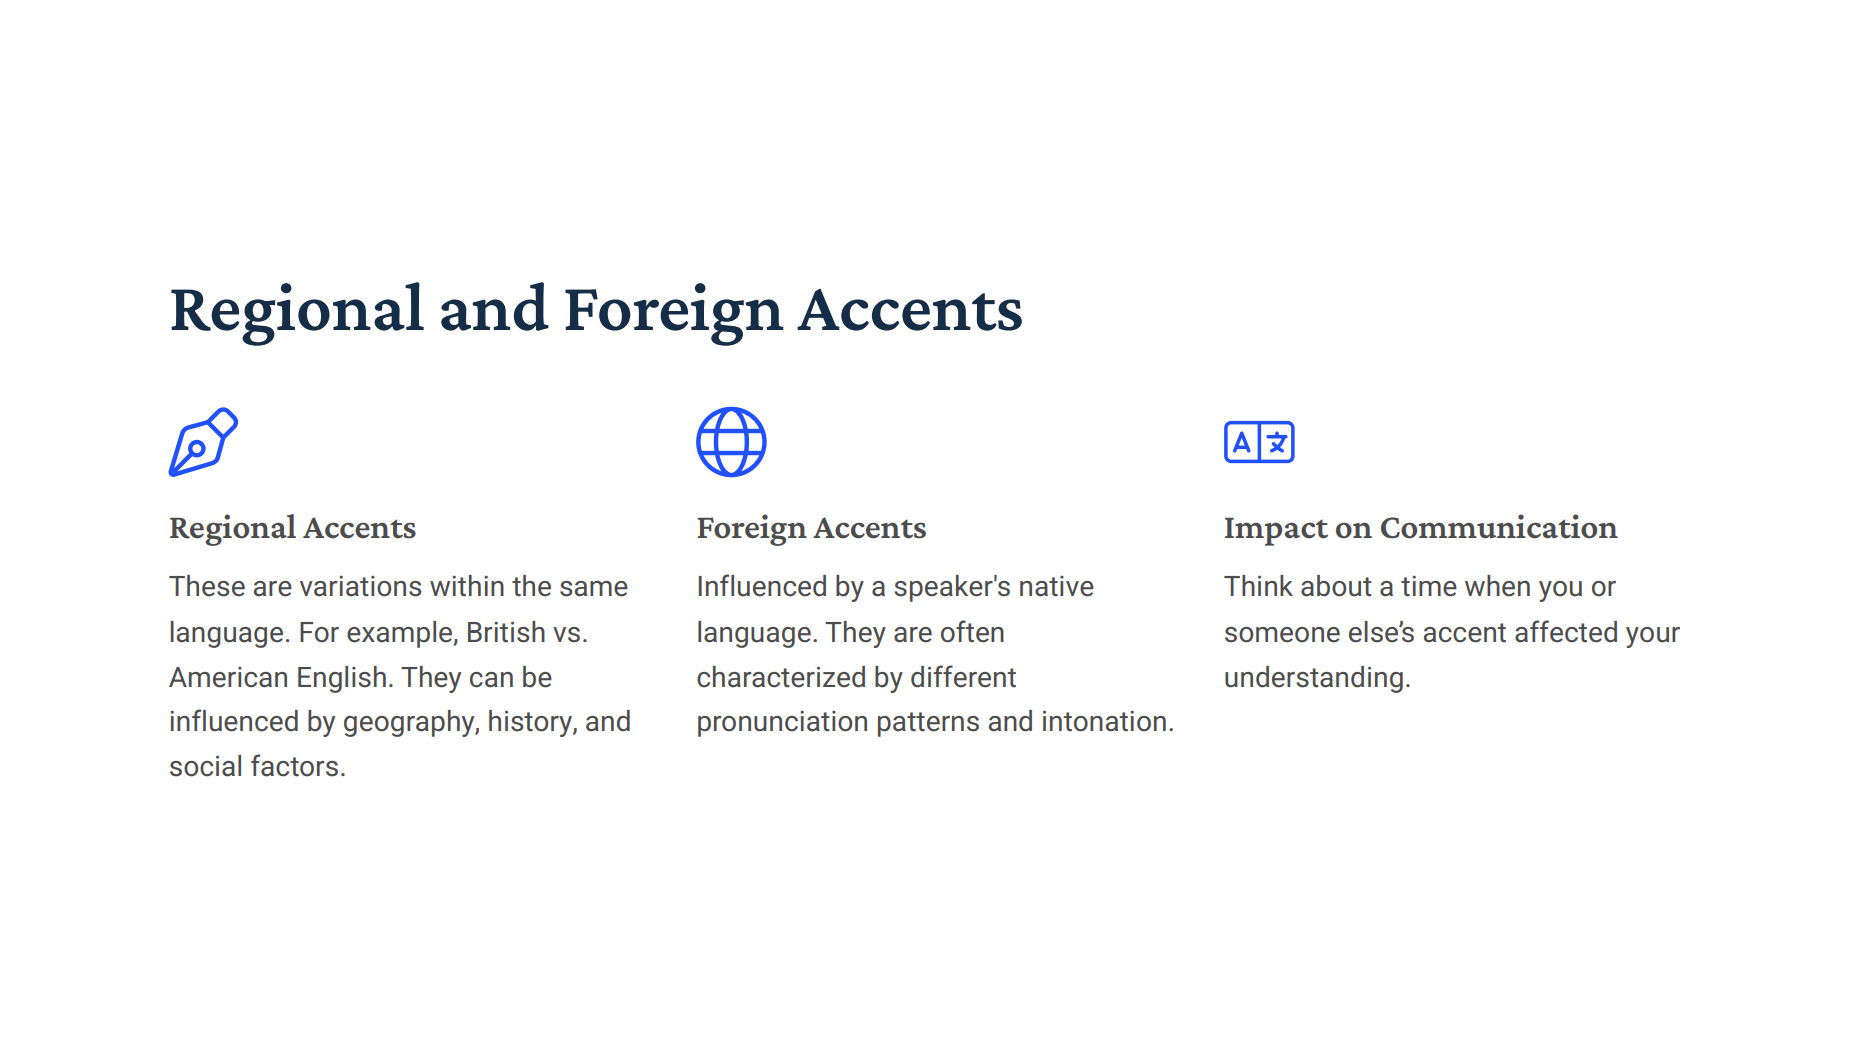 Regional and Foreign Accents
A 文
Regional Accents
These are variations within the same
language. For example, British vs.
American English. They can be
influenced by geography, history, and
social factors.
Foreign Accents
Influenced by a speaker's native
language. They are often
characterized by different
pronunciation patterns and intonation.
Impact on Communication
Think about a time when you or
someone else’s accent affected your
understanding.